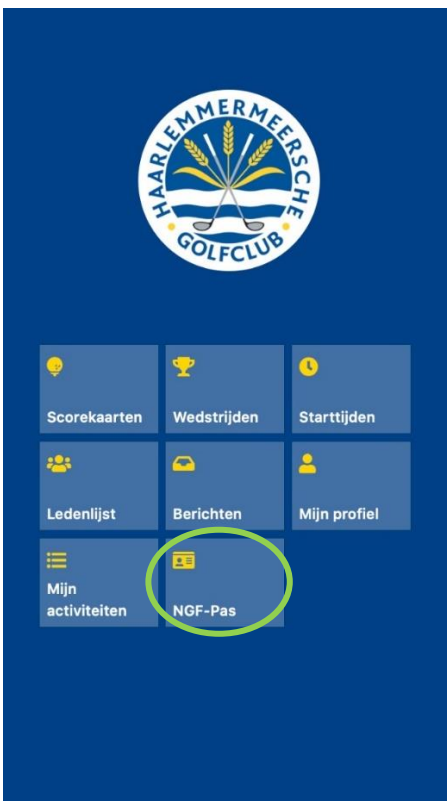 HAARLEMMERMEERSCHE
GOLFCLUB
Scorekaarten
Wedstrijden
Starttijden
Ledenlijst
Berichten
Mijn profiel
Mijn
activiteiten
NGF-Pas